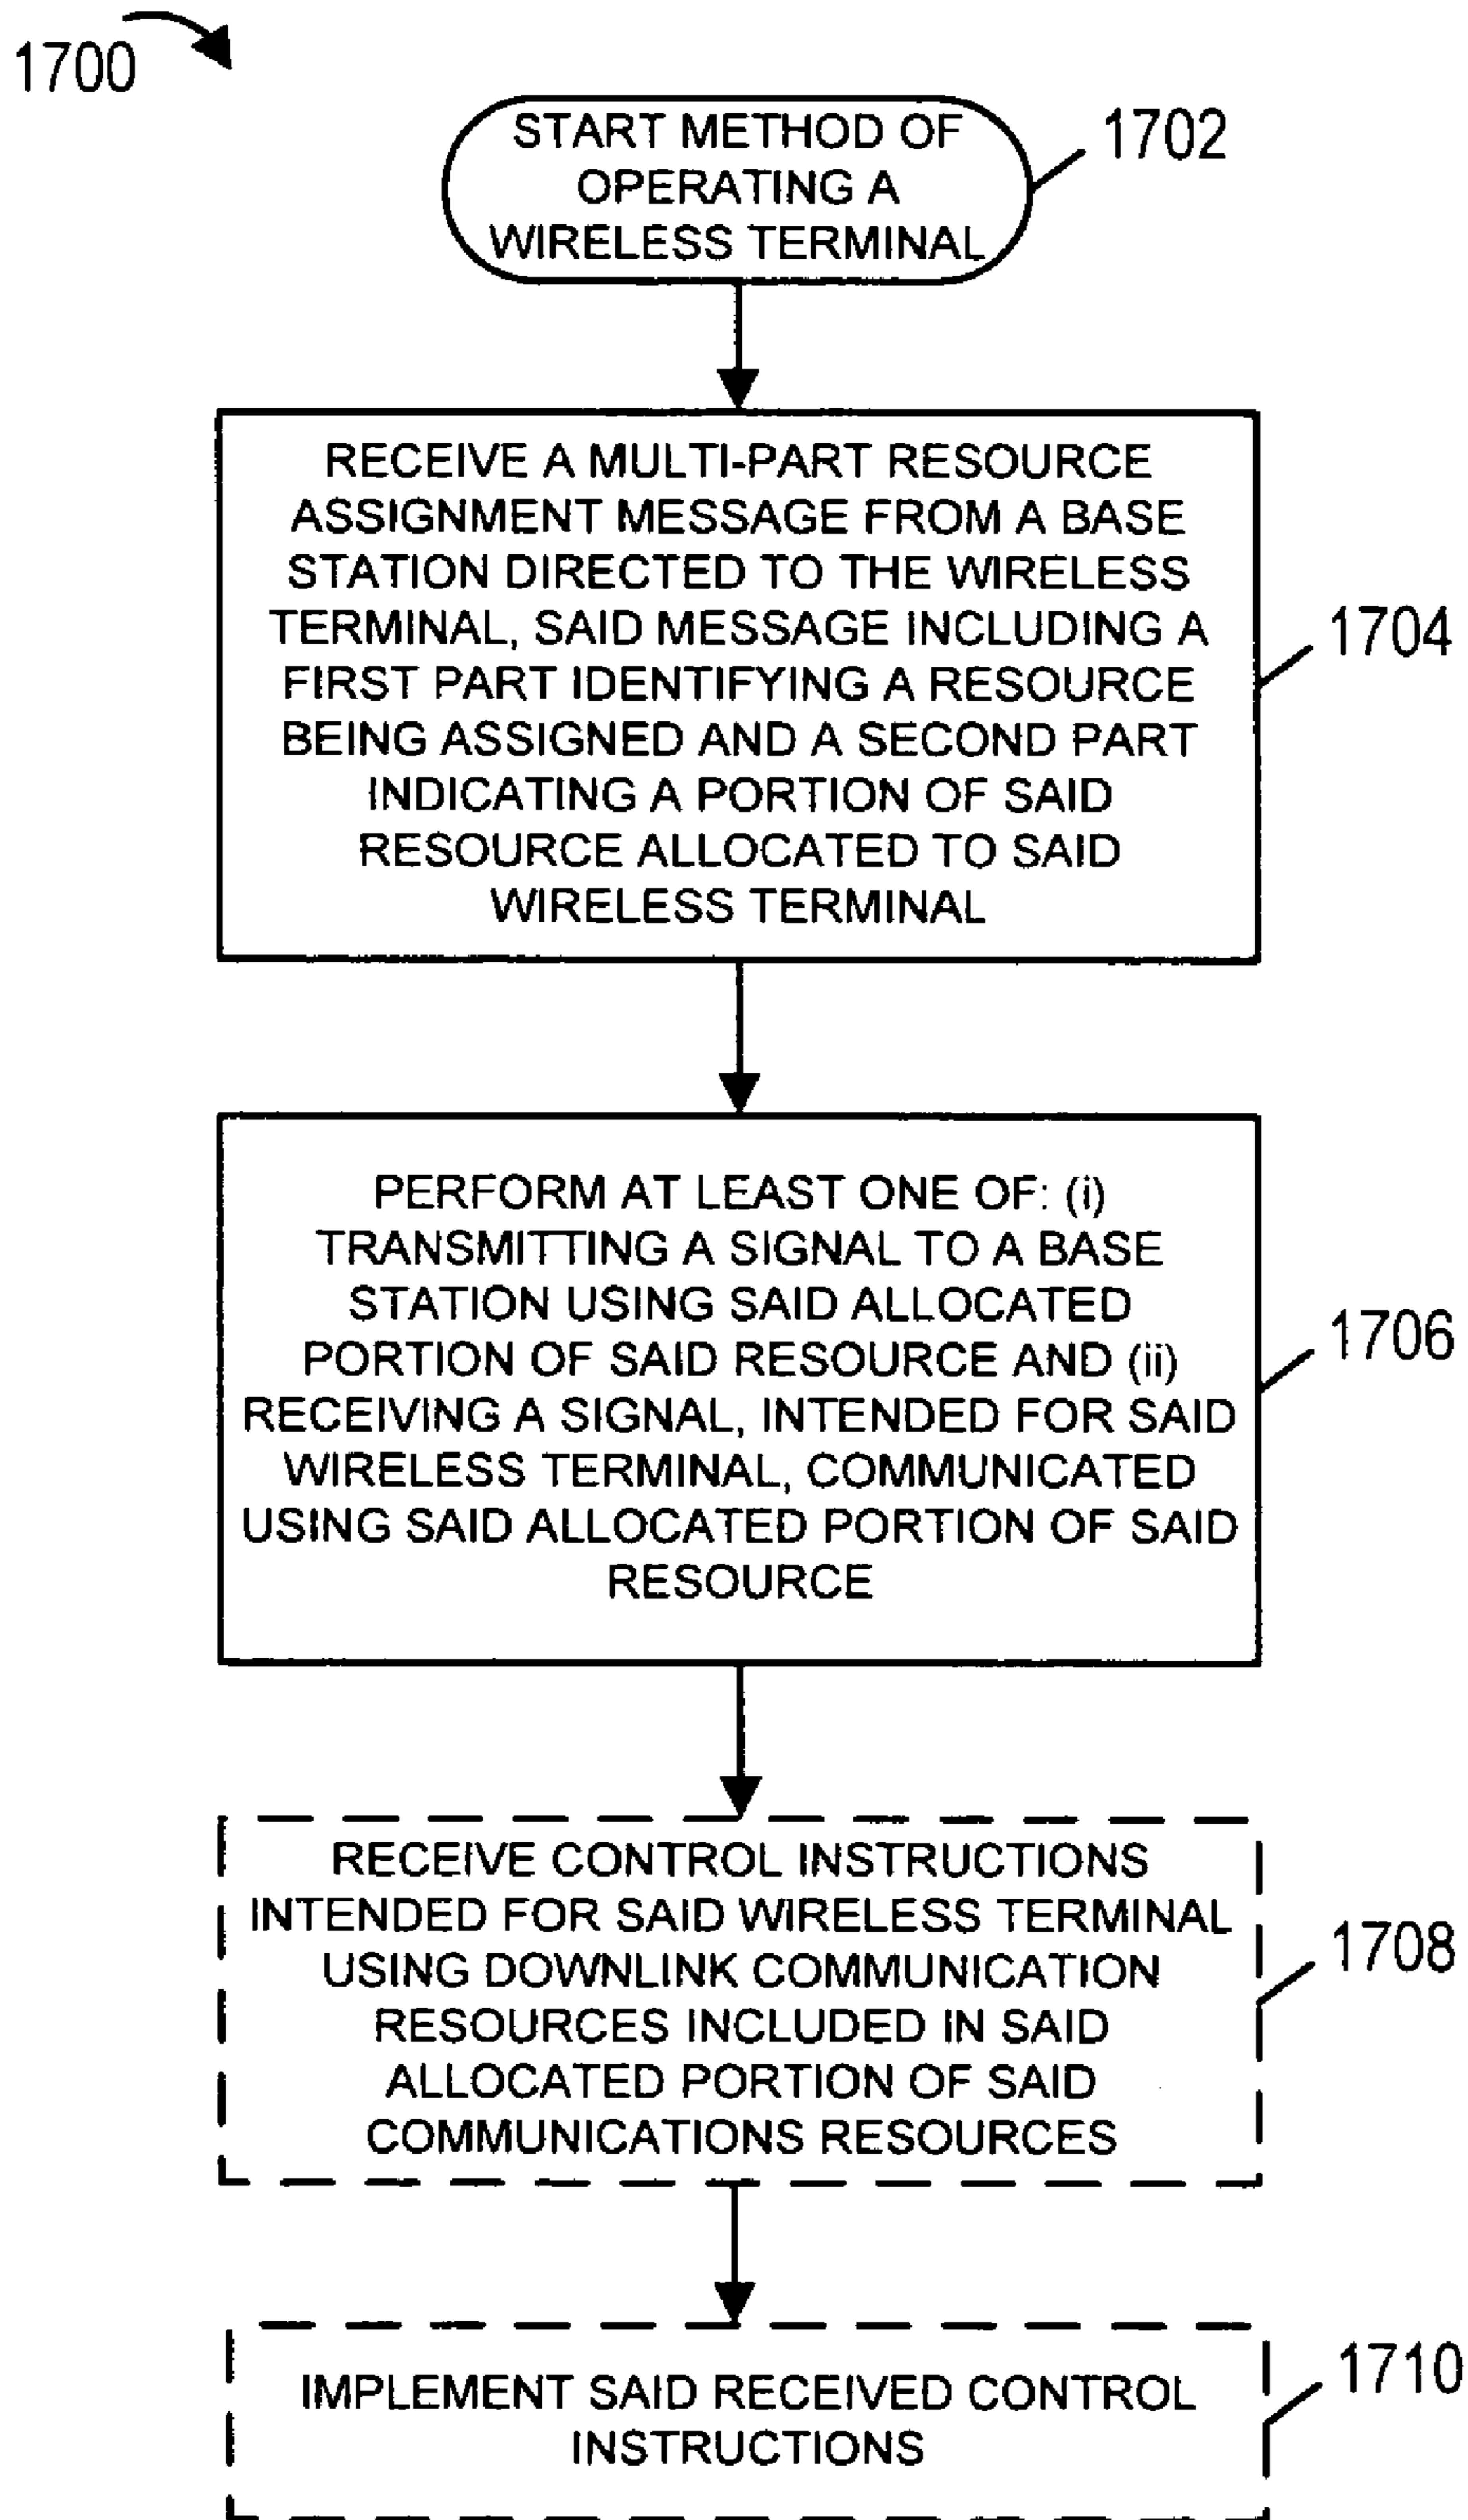 1700
START METHOD OF
OPERATING A
WIRELESS TERMINAL
1702
RECEIVE A MULTI-PART RESOURCE
ASSIGNMENT MESSAGE FROM A BASE
STATION DIRECTED TO THE WIRELESS
TERMINAL, SAID MESSAGE INCLUDING A
FIRST PART IDENTIFYING A RESOURCE
BEING ASSIGNED AND A SECOND PART
INDICATING A PORTION OF SAID
RESOURCE ALLOCATED TO SAID
WIRELESS TERMINAL
1704
PERFORM AT LEAST ONE OF: (i)
TRANSMITTING A SIGNAL TO A BASE
STATION USING SAID ALLOCATED
PORTION OF SAID RESOURCE AND (ii)
RECEIVING A SIGNAL, INTENDED FOR SAID
WIRELESS TERMINAL, COMMUNICATED
USING SAID ALLOCATED PORTION OF SAID
RESOURCE
1706
RECEIVE CONTROL INSTRUCTIONS
INTENDED FOR SAID WIRELESS TERMINAL
USING DOWNLINK COMMUNICATION
RESOURCES INCLUDED IN SAID
ALLOCATED PORTION OF SAID
COMMUNICATIONS RESOURCES
1708
IMPLEMENT SAID RECEIVED CONTROL
INSTRUCTIONS
1710